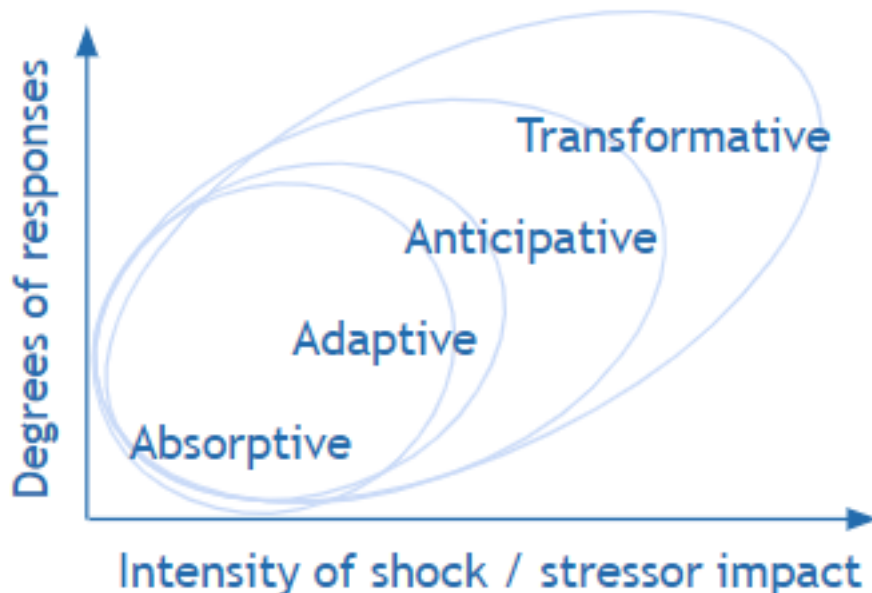 Degrees of responses
Transformative
Anticipative
Adaptive
Absorptive
Intensity of shock / stressor impact